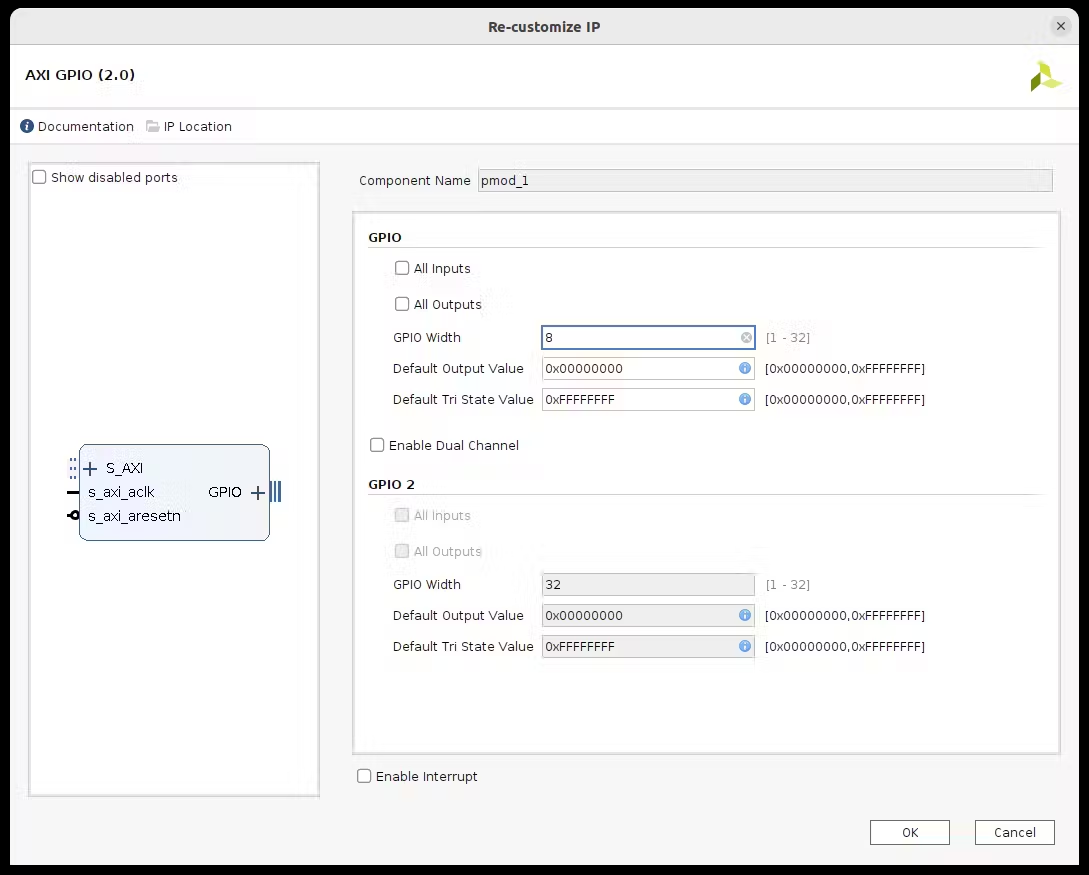 Re-customize IP
AXI GPIO (2.0)
Documentation IP Location
Show disabled ports
S_AXI
s_axi_aclk
s_axi_aresetn
GPIO
Component Name pmod_1
GPIO
All Inputs
All Outputs
GPIO Width 8 [1 - 32]
Default Output Value 0x00000000 [0x00000000,0xFFFFFFFF]
Default Tri State Value 0xFFFFFFFF [0x00000000,0xFFFFFFFF]
Enable Dual Channel
GPIO 2
All Inputs
All Outputs
GPIO Width 32 [1 - 32]
Default Output Value 0x00000000 [0x00000000,0xFFFFFFFF]
Default Tri State Value 0xFFFFFFFF [0x00000000,0xFFFFFFFF]
Enable Interrupt
OK Cancel